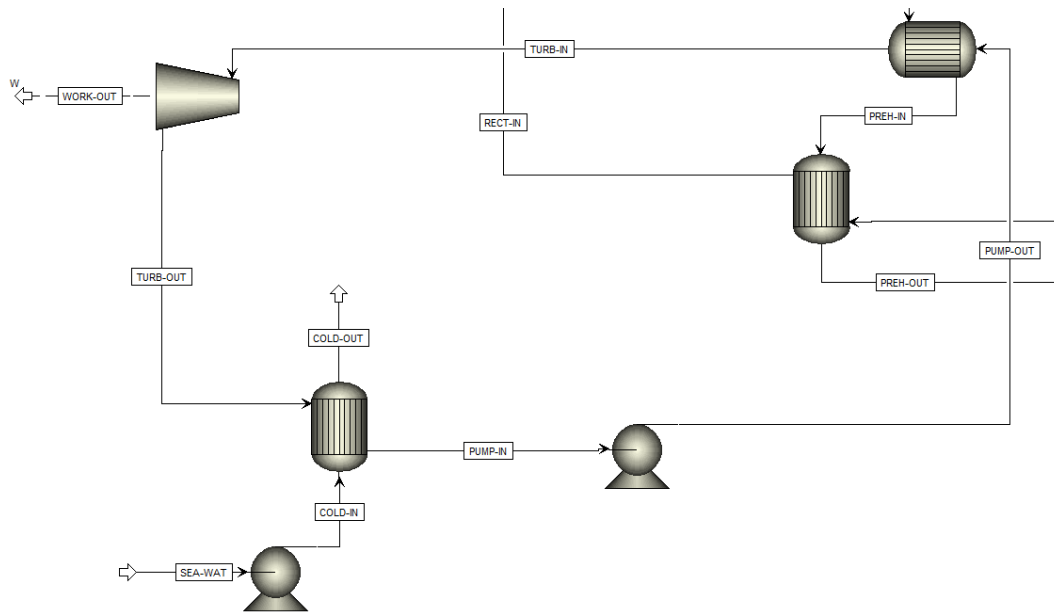 TURB-IN
W
WORK-OUT
RECT-IN
PREH-IN
PUMP-OUT
TURB-OUT
PREH-OUT
COLD-OUT
PUMP-IN
COLD-IN
SEA-WAT